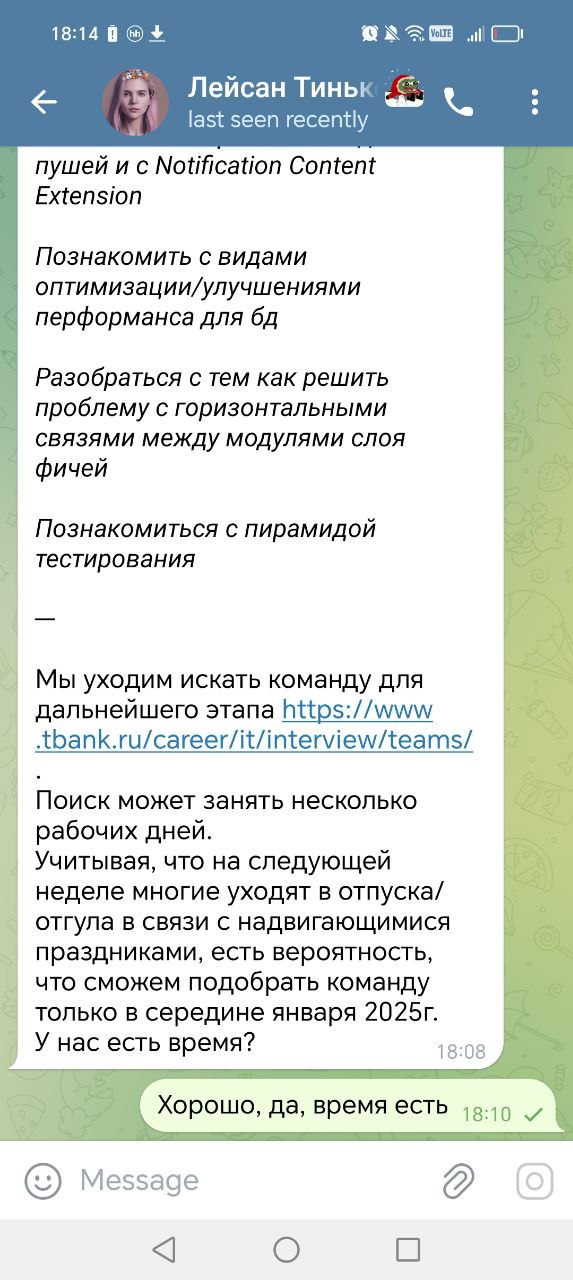 18:14
VoLTE
Лейсан Тиньк
last seen recently
пушей и с Notification Content
Extension
Познакомить с видами
оптимизации/улучшениями
перформанса для бд
Разобраться с тем как решить
проблему с горизонтальными
связями между модулями слоя
фичей
Познакомиться с пирамидой
тестирования
—
Мы уходим искать команду для
дальнейшего этапа https://www
.tbank.ru/career/it/interview/teams/
.
Поиск может занять несколько
рабочих дней.
Учитывая, что на следующей
неделе многие уходят в отпуска/
отгула в связи с надвигающимися
праздниками, есть вероятность,
что сможем подобрать команду
только в середине января 2025г.
У нас есть время?
18:08
Хорошо, да, время есть
18:10
Message